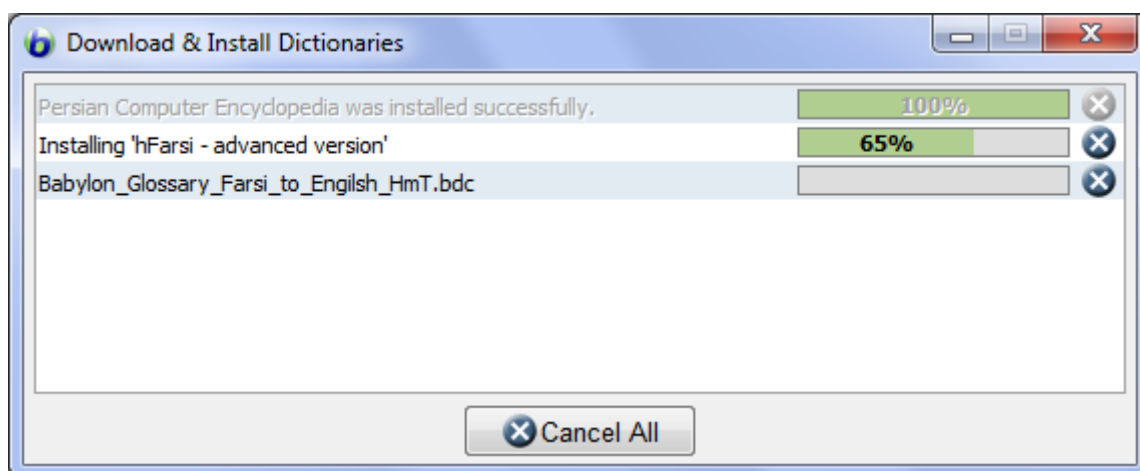 Download & Install Dictionaries
Persian Computer Encyclopedia was installed successfully. 100%
Installing 'hFarsi - advanced version' 65%
Babylon_Glossary_Farsi_to_Engilsh_HmT.bdc
Cancel All